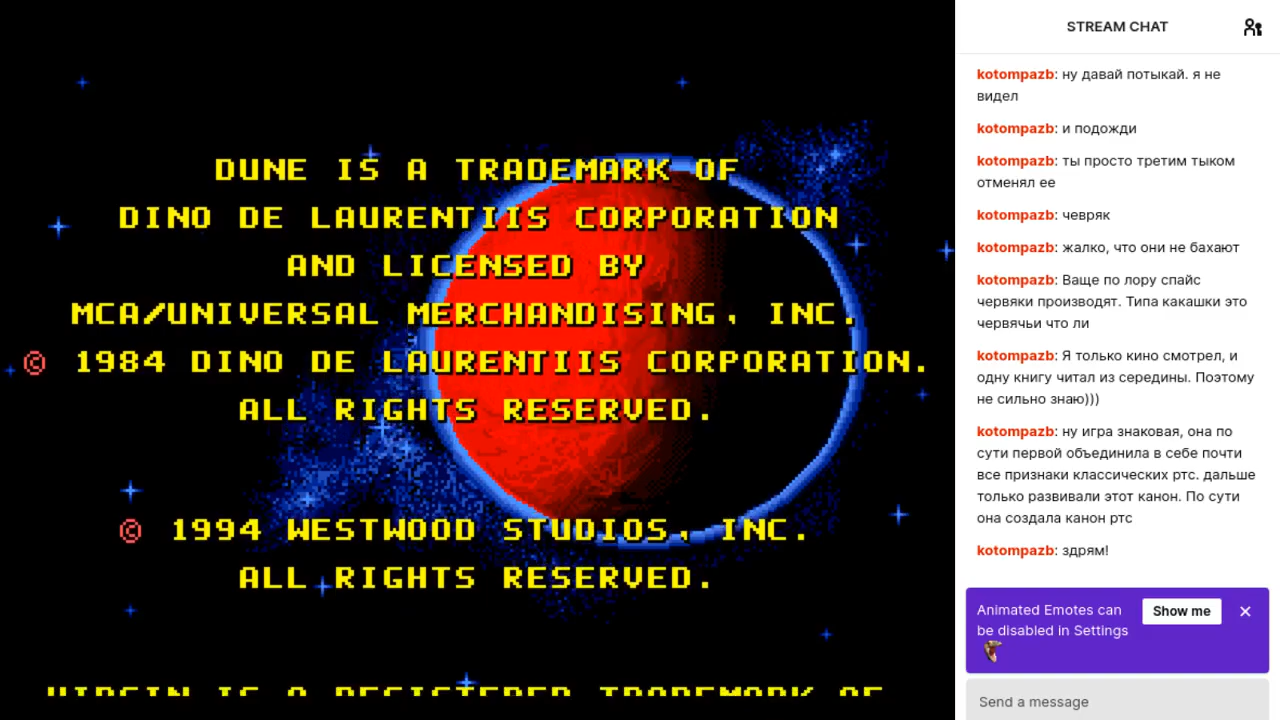 DUNE IS A TRADEMARK OF
DINO DE LAURENTIIS CORPORATION
AND LICENSED BY
MCA/UNIVERSAL MERCHANDISING, INC.
© 1984 DINO DE LAURENTIIS CORPORATION.
ALL RIGHTS RESERVED.
© 1994 WESTWOOD STUDIOS, INC.
ALL RIGHTS RESERVED.
VIRGIN IS A REGISTERED TRADEMARK OF
STREAM CHAT
kotompazb: ну давай потыкай. я не
видел
kotompazb: и подожди
kotompazb: ты просто третим тыком
отменял ее
kotompazb: чевряк
kotompazb: жалко, что они не бахают
kotompazb: Ваще по лору спайс
червяки производят. Типа какашки это
червячьи что ли
kotompazb: Я только кино смотрел, и
одну книгу читал из середины. Поэтому
не сильно знаю)))
kotompazb: ну игра знаковая, она по
сути первой объединила в себе почти
все признаки классических ртс. дальше
только развивали этот канон. По сути
она создала канон ртс
kotompazb: здрям!
Animated Emotes can
be disabled in Settings
Show me
Send a message